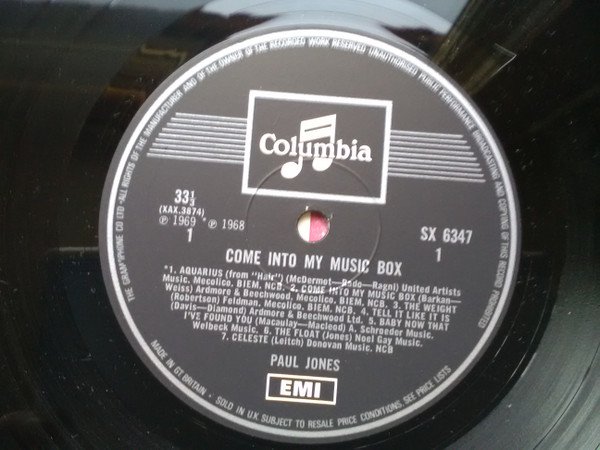 ALL RIGHTS OF THE MANUFACTURER AND OF THE OWNER OF THE RECORDED WORK RESERVED UNAUTHORISED PUBLIC PERFORMANCE BROADCASTING AND COPYING OF THIS RECORD PROHIBITED
THE GRAMOPHONE CO LTD
Columbia
33⅓
(XAX.3874)
℗ 1969 *℗ 1968
1
SX 6347
1
COME INTO MY MUSIC BOX
*1. AQUARIUS (from "Hair") (McDermot—Rado—Ragni) United Artists
Music. Mecolico. BIEM. NCB. 2. COME INTO MY MUSIC BOX (Barkan—
Weiss) Ardmore & Beechwood. Mecolico. BIEM. NCB. 3. THE WEIGHT
(Robertson) Feldman. Mecolico. BIEM. NCB. 4. TELL IT LIKE IT IS
(Davis—Diamond) Ardmore & Beechwood Ltd. 5. BABY NOW THAT
I'VE FOUND YOU (Macaulay—Macleod) A. Schroeder Music.
Welbeck Music. 6. THE FLOAT (Jones) Noel Gay Music.
7. CELESTE (Leitch) Donovan Music. NCB
PAUL JONES
EMI
MADE IN GT BRITAIN • SOLD IN U.K. SUBJECT TO RESALE PRICE CONDITIONS, SEE PRICE LISTS